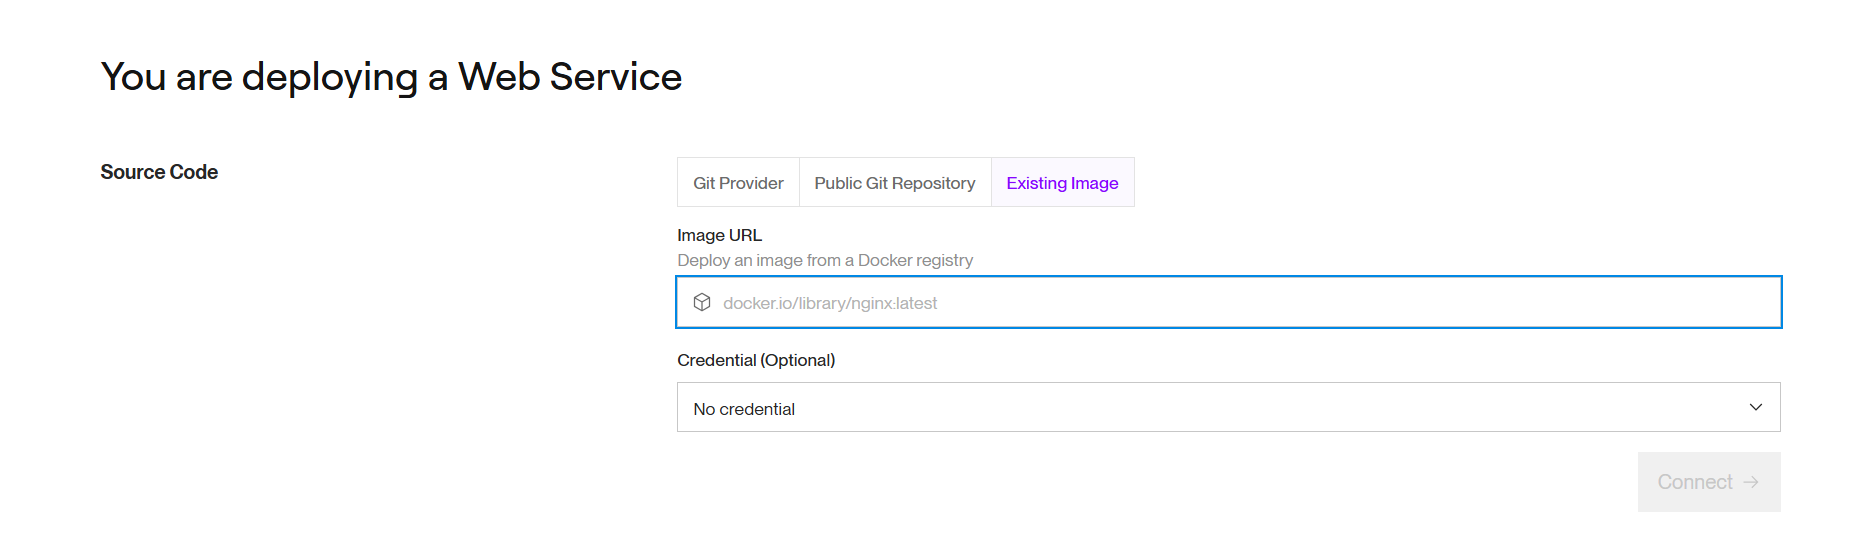 You are deploying a Web Service
Source Code
Git Provider
Public Git Repository
Existing Image
Image URL
Deploy an image from a Docker registry
docker.io/library/nginx:latest
Credential (Optional)
No credential
Connect →